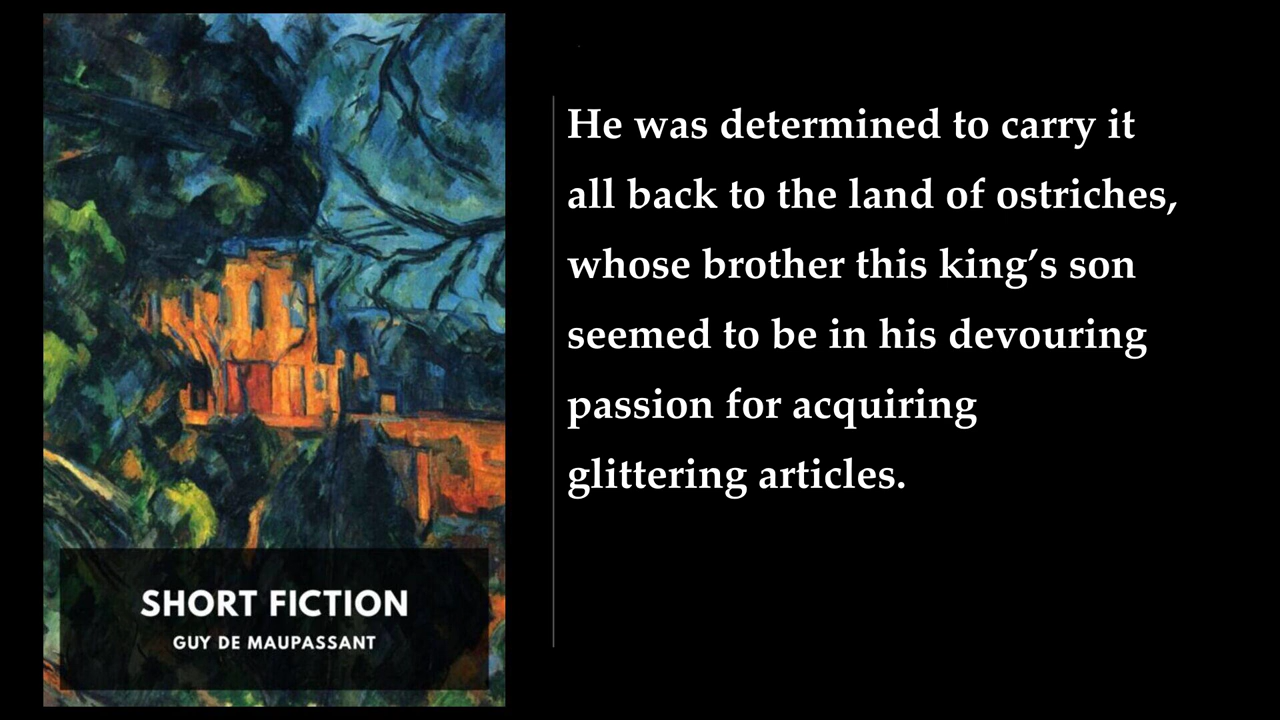 He was determined to carry it
all back to the land of ostriches,
whose brother this king’s son
seemed to be in his devouring
passion for acquiring
glittering articles.
SHORT FICTION
GUY DE MAUPASSANT